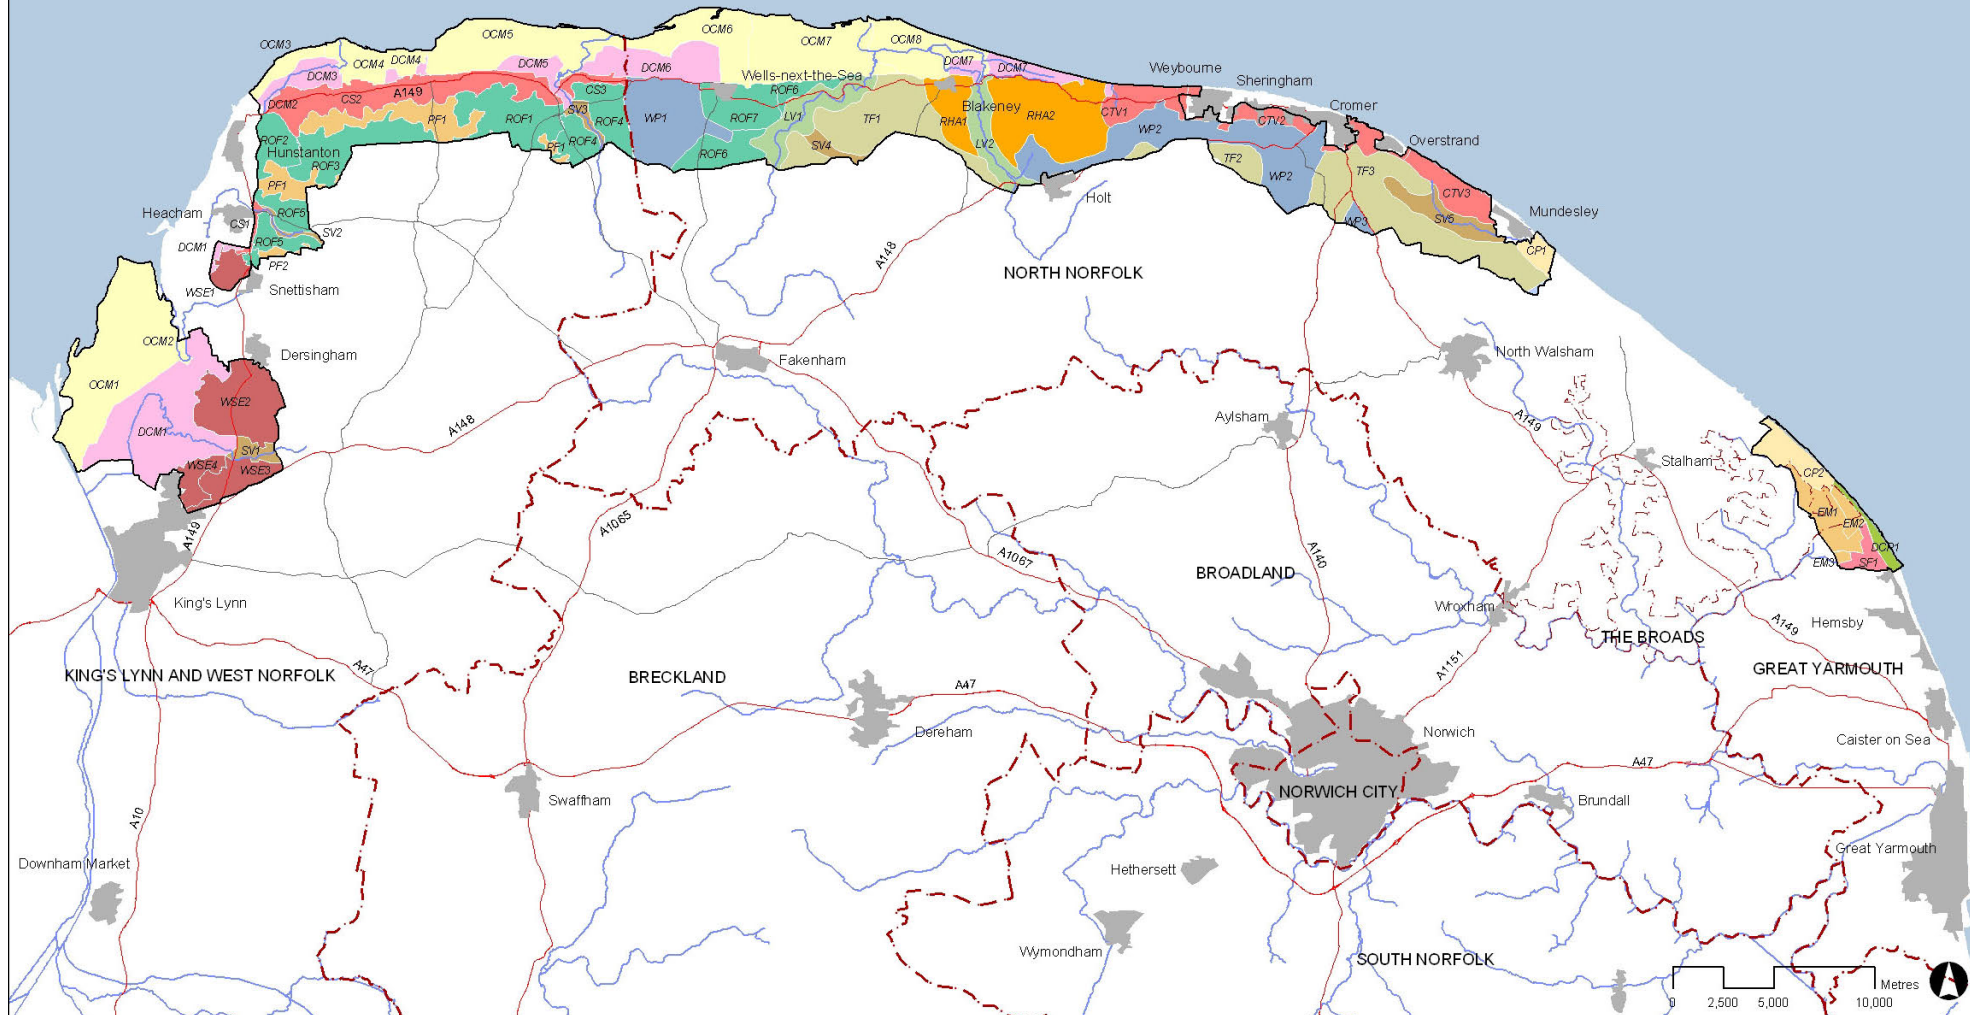 OCM6
OCM5
OCM7
OCM8
OCM3
OCM4
DCM4
DCM3
DCM5
DCM6
DCM7
DCM7
Weybourne
Wells-next-the-Sea
Sheringham
A149
CS2
CS3
ROF6
DCM2
Blakeney
Cromer
SV3
LV1
PF1
ROF1
ROF4
WP1
ROF7
TF1
RHA1
RHA2
CTV1
CTV2
WP2
Overstrand
ROF2
Hunstanton
ROF3
PF1
ROF4
ROF6
SV4
LV2
TF2
TF3
WP2
PF1
CTV3
Holt
Heacham
CS1
ROF5
SV2
ROF5
Mundesley
SV5
WP3
DCM1
PF2
CP1
A148
NORTH NORFOLK
WSE1
Snettisham
OCM2
Dersingham
Fakenham
North Walsham
OCM1
WSE2
DCM1
A148
Aylsham
A149
SV1
WSE4
WSE3
Stalham
CP2
A149
A1065
EM1
EM2
A1067
A140
DCP1
EM3
SF1
BROADLAND
King's Lynn
Wroxham
Hemsby
THE BROADS
A149
KING'S LYNN AND WEST NORFOLK
A47
BRECKLAND
A47
A1151
GREAT YARMOUTH
Dereham
Norwich
Caister on Sea
A47
NORWICH CITY
Swaffham
Brundall
A10
Downham Market
Great Yarmouth
Hethersett
Wymondham
SOUTH NORFOLK
Metres
0
2,500
5,000
10,000